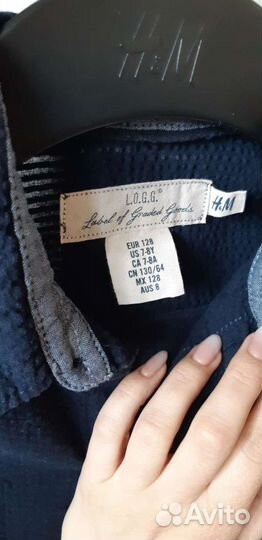 H&M
L.O.G.G.®
Label of Graded Goods
H&M
EUR 128
US 7-8Y
CA 7-8A
CN 130/64
MX 128
AUS 8
Avito